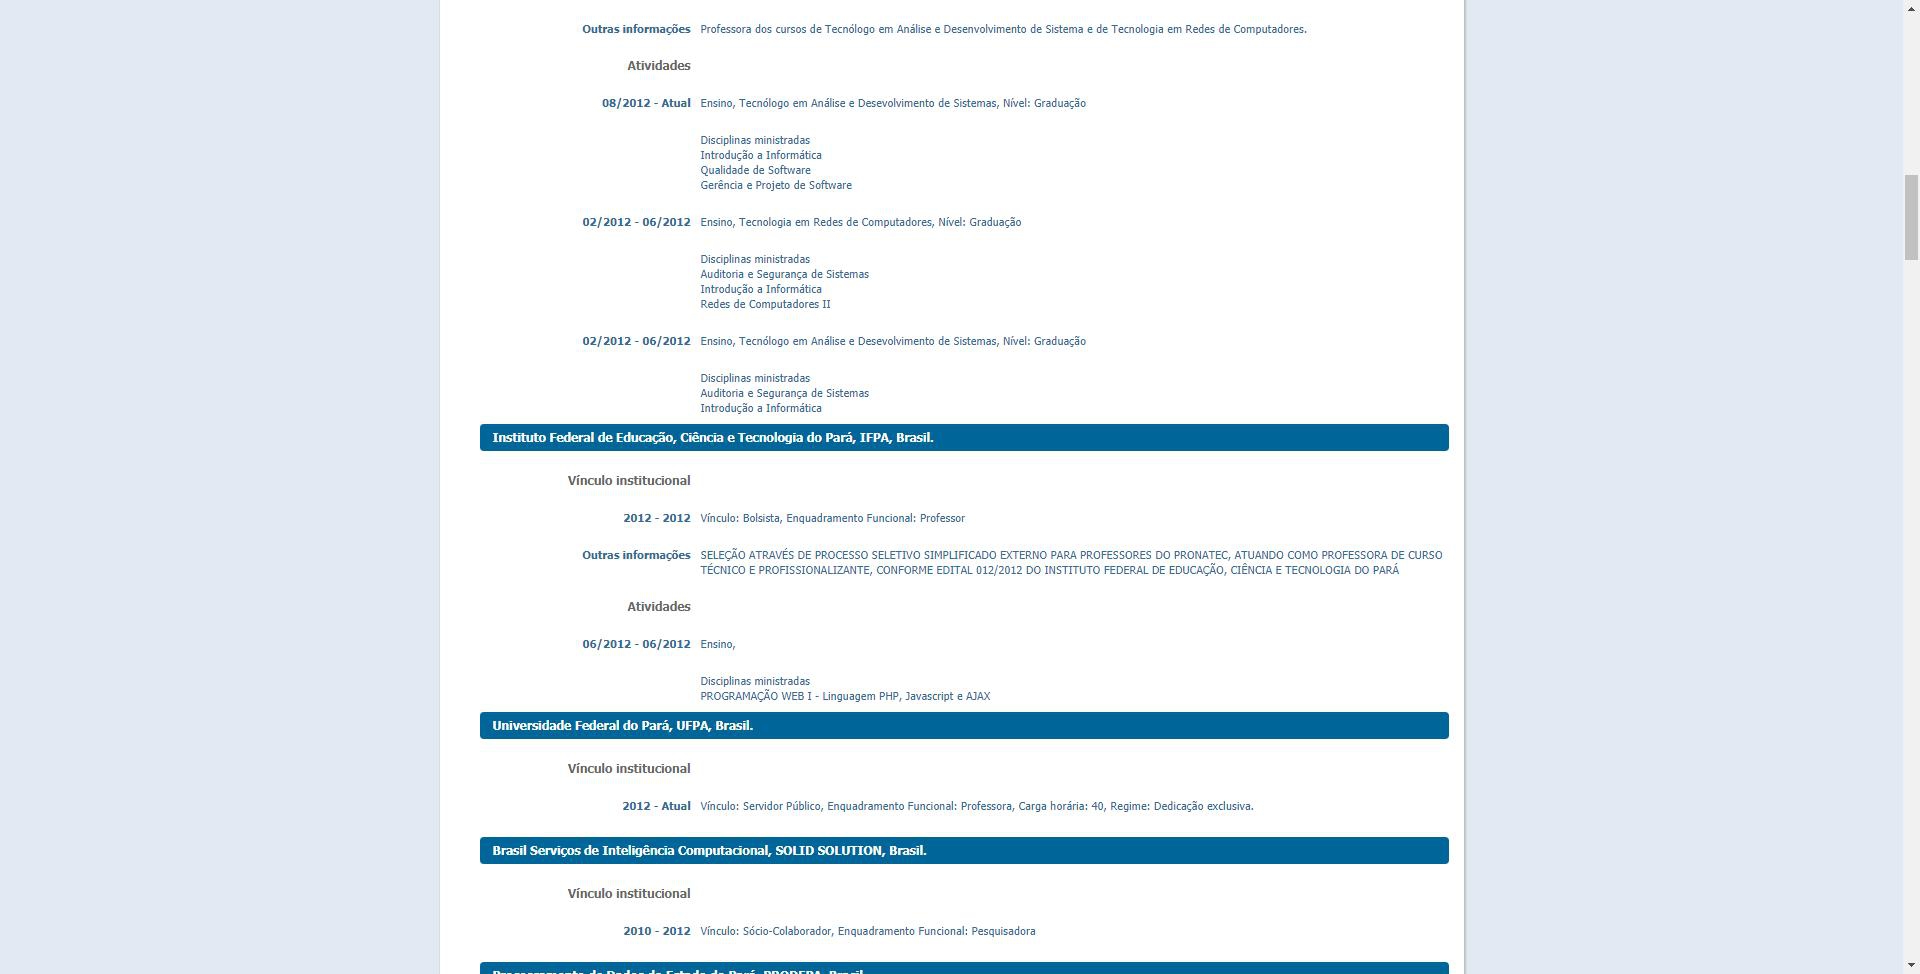 Outras informações Professora dos cursos de Tecnólogo em Análise e Desenvolvimento de Sistema e de Tecnologia em Redes de Computadores.
Atividades
08/2012 - Atual Ensino, Tecnólogo em Análise e Desevolvimento de Sistemas, Nível: Graduação
Disciplinas ministradas
Introdução a Informática
Qualidade de Software
Gerência e Projeto de Software
02/2012 - 06/2012 Ensino, Tecnologia em Redes de Computadores, Nível: Graduação
Disciplinas ministradas
Auditoria e Segurança de Sistemas
Introdução a Informática
Redes de Computadores II
02/2012 - 06/2012 Ensino, Tecnólogo em Análise e Desevolvimento de Sistemas, Nível: Graduação
Disciplinas ministradas
Auditoria e Segurança de Sistemas
Introdução a Informática
Instituto Federal de Educação, Ciência e Tecnologia do Pará, IFPA, Brasil.
Vínculo institucional
2012 - 2012 Vínculo: Bolsista, Enquadramento Funcional: Professor
Outras informações SELEÇÃO ATRAVÉS DE PROCESSO SELETIVO SIMPLIFICADO EXTERNO PARA PROFESSORES DO PRONATEC, ATUANDO COMO PROFESSORA DE CURSO
TÉCNICO E PROFISSIONALIZANTE, CONFORME EDITAL 012/2012 DO INSTITUTO FEDERAL DE EDUCAÇÃO, CIÊNCIA E TECNOLOGIA DO PARÁ
Atividades
06/2012 - 06/2012 Ensino,
Disciplinas ministradas
PROGRAMAÇÃO WEB I - Linguagem PHP, Javascript e AJAX
Universidade Federal do Pará, UFPA, Brasil.
Vínculo institucional
2012 - Atual Vínculo: Servidor Público, Enquadramento Funcional: Professora, Carga horária: 40, Regime: Dedicação exclusiva.
Brasil Serviços de Inteligência Computacional, SOLID SOLUTION, Brasil.
Vínculo institucional
2010 - 2012 Vínculo: Sócio-Colaborador, Enquadramento Funcional: Pesquisadora
Processamento de Dados do Estado do Pará, PRODEPA, Brasil.